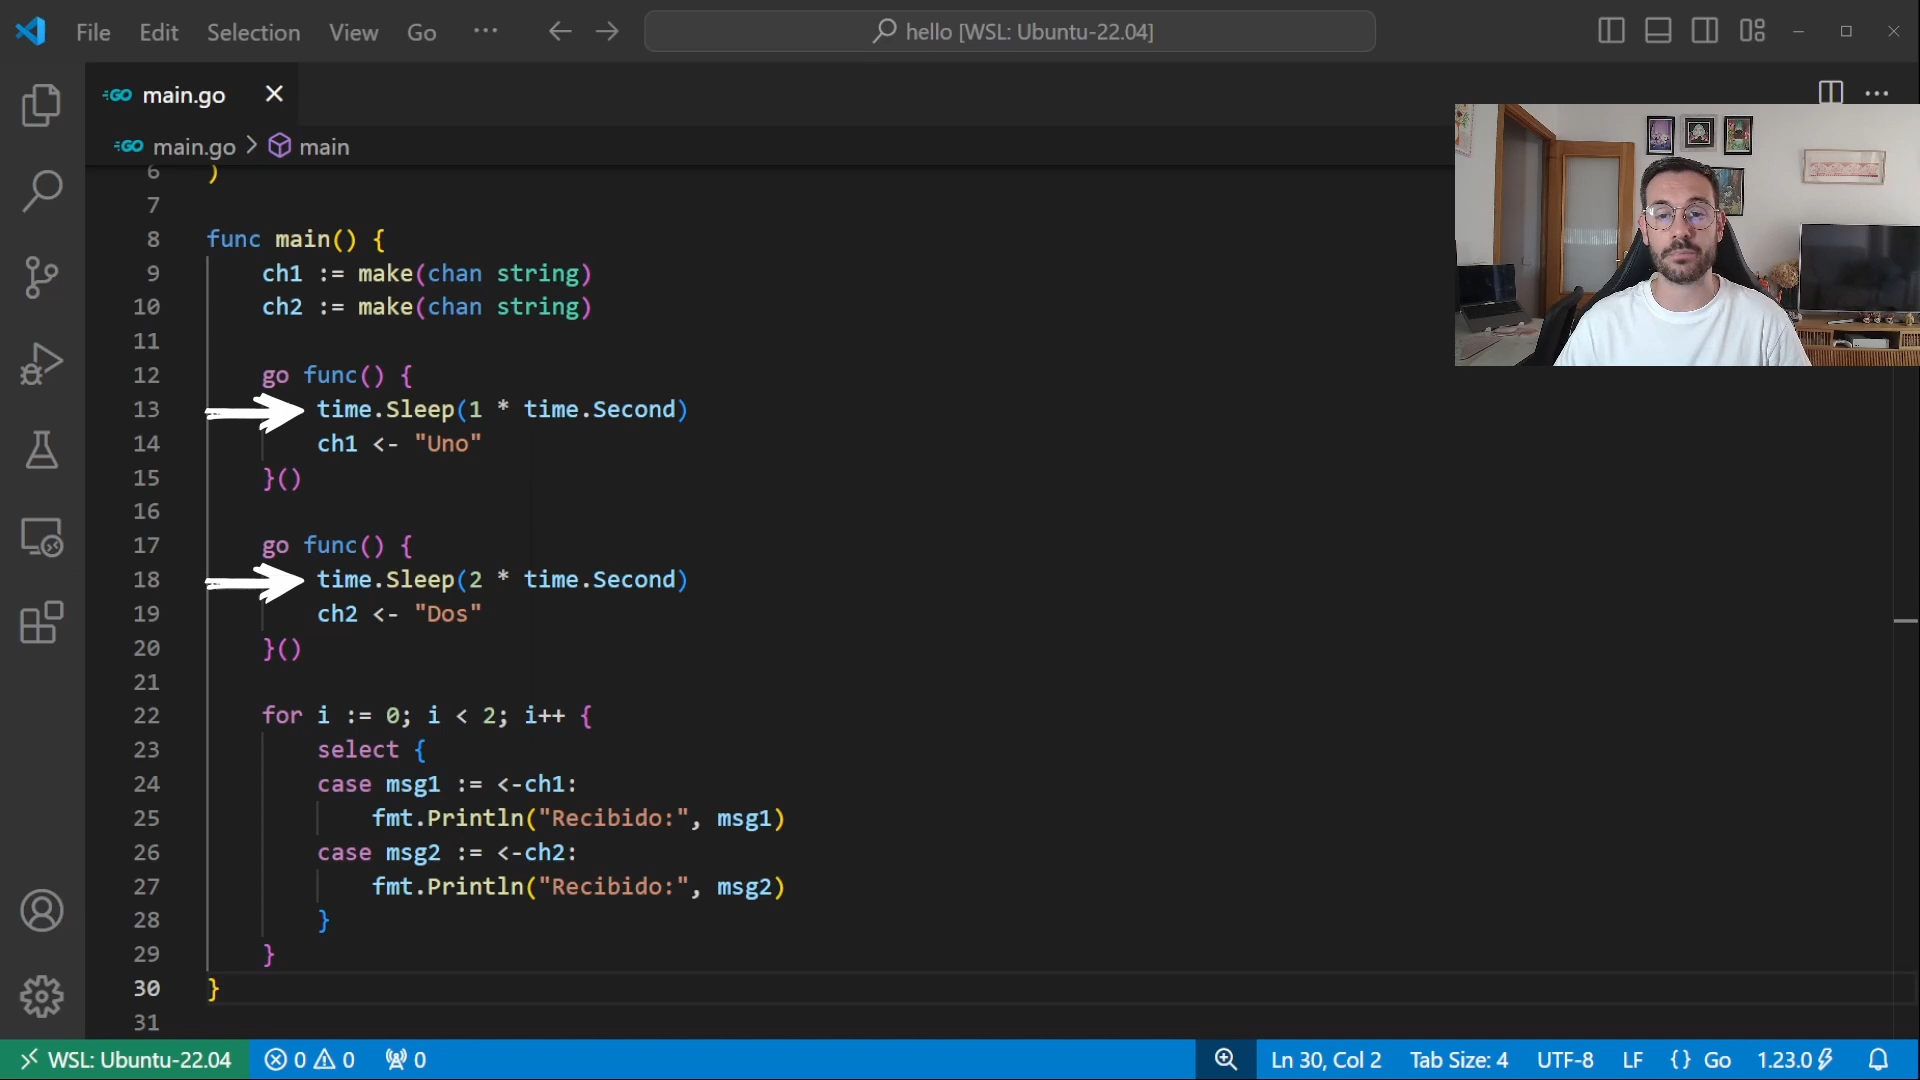 File Edit Selection View Go ··· hello [WSL: Ubuntu-22.04]
GO main.go
GO main.go > main
6 )
7
8 func main() {
9 ch1 := make(chan string)
10 ch2 := make(chan string)
11
12 go func() {
13 time.Sleep(1 * time.Second)
14 ch1 <- "Uno"
15 }()
16
17 go func() {
18 time.Sleep(2 * time.Second)
19 ch2 <- "Dos"
20 }()
21
22 for i := 0; i < 2; i++ {
23 select {
24 case msg1 := <-ch1:
25 fmt.Println("Recibido:", msg1)
26 case msg2 := <-ch2:
27 fmt.Println("Recibido:", msg2)
28 }
29 }
30 }
31
WSL: Ubuntu-22.04 0 0 0 Ln 30, Col 2 Tab Size: 4 UTF-8 LF {} Go 1.23.0